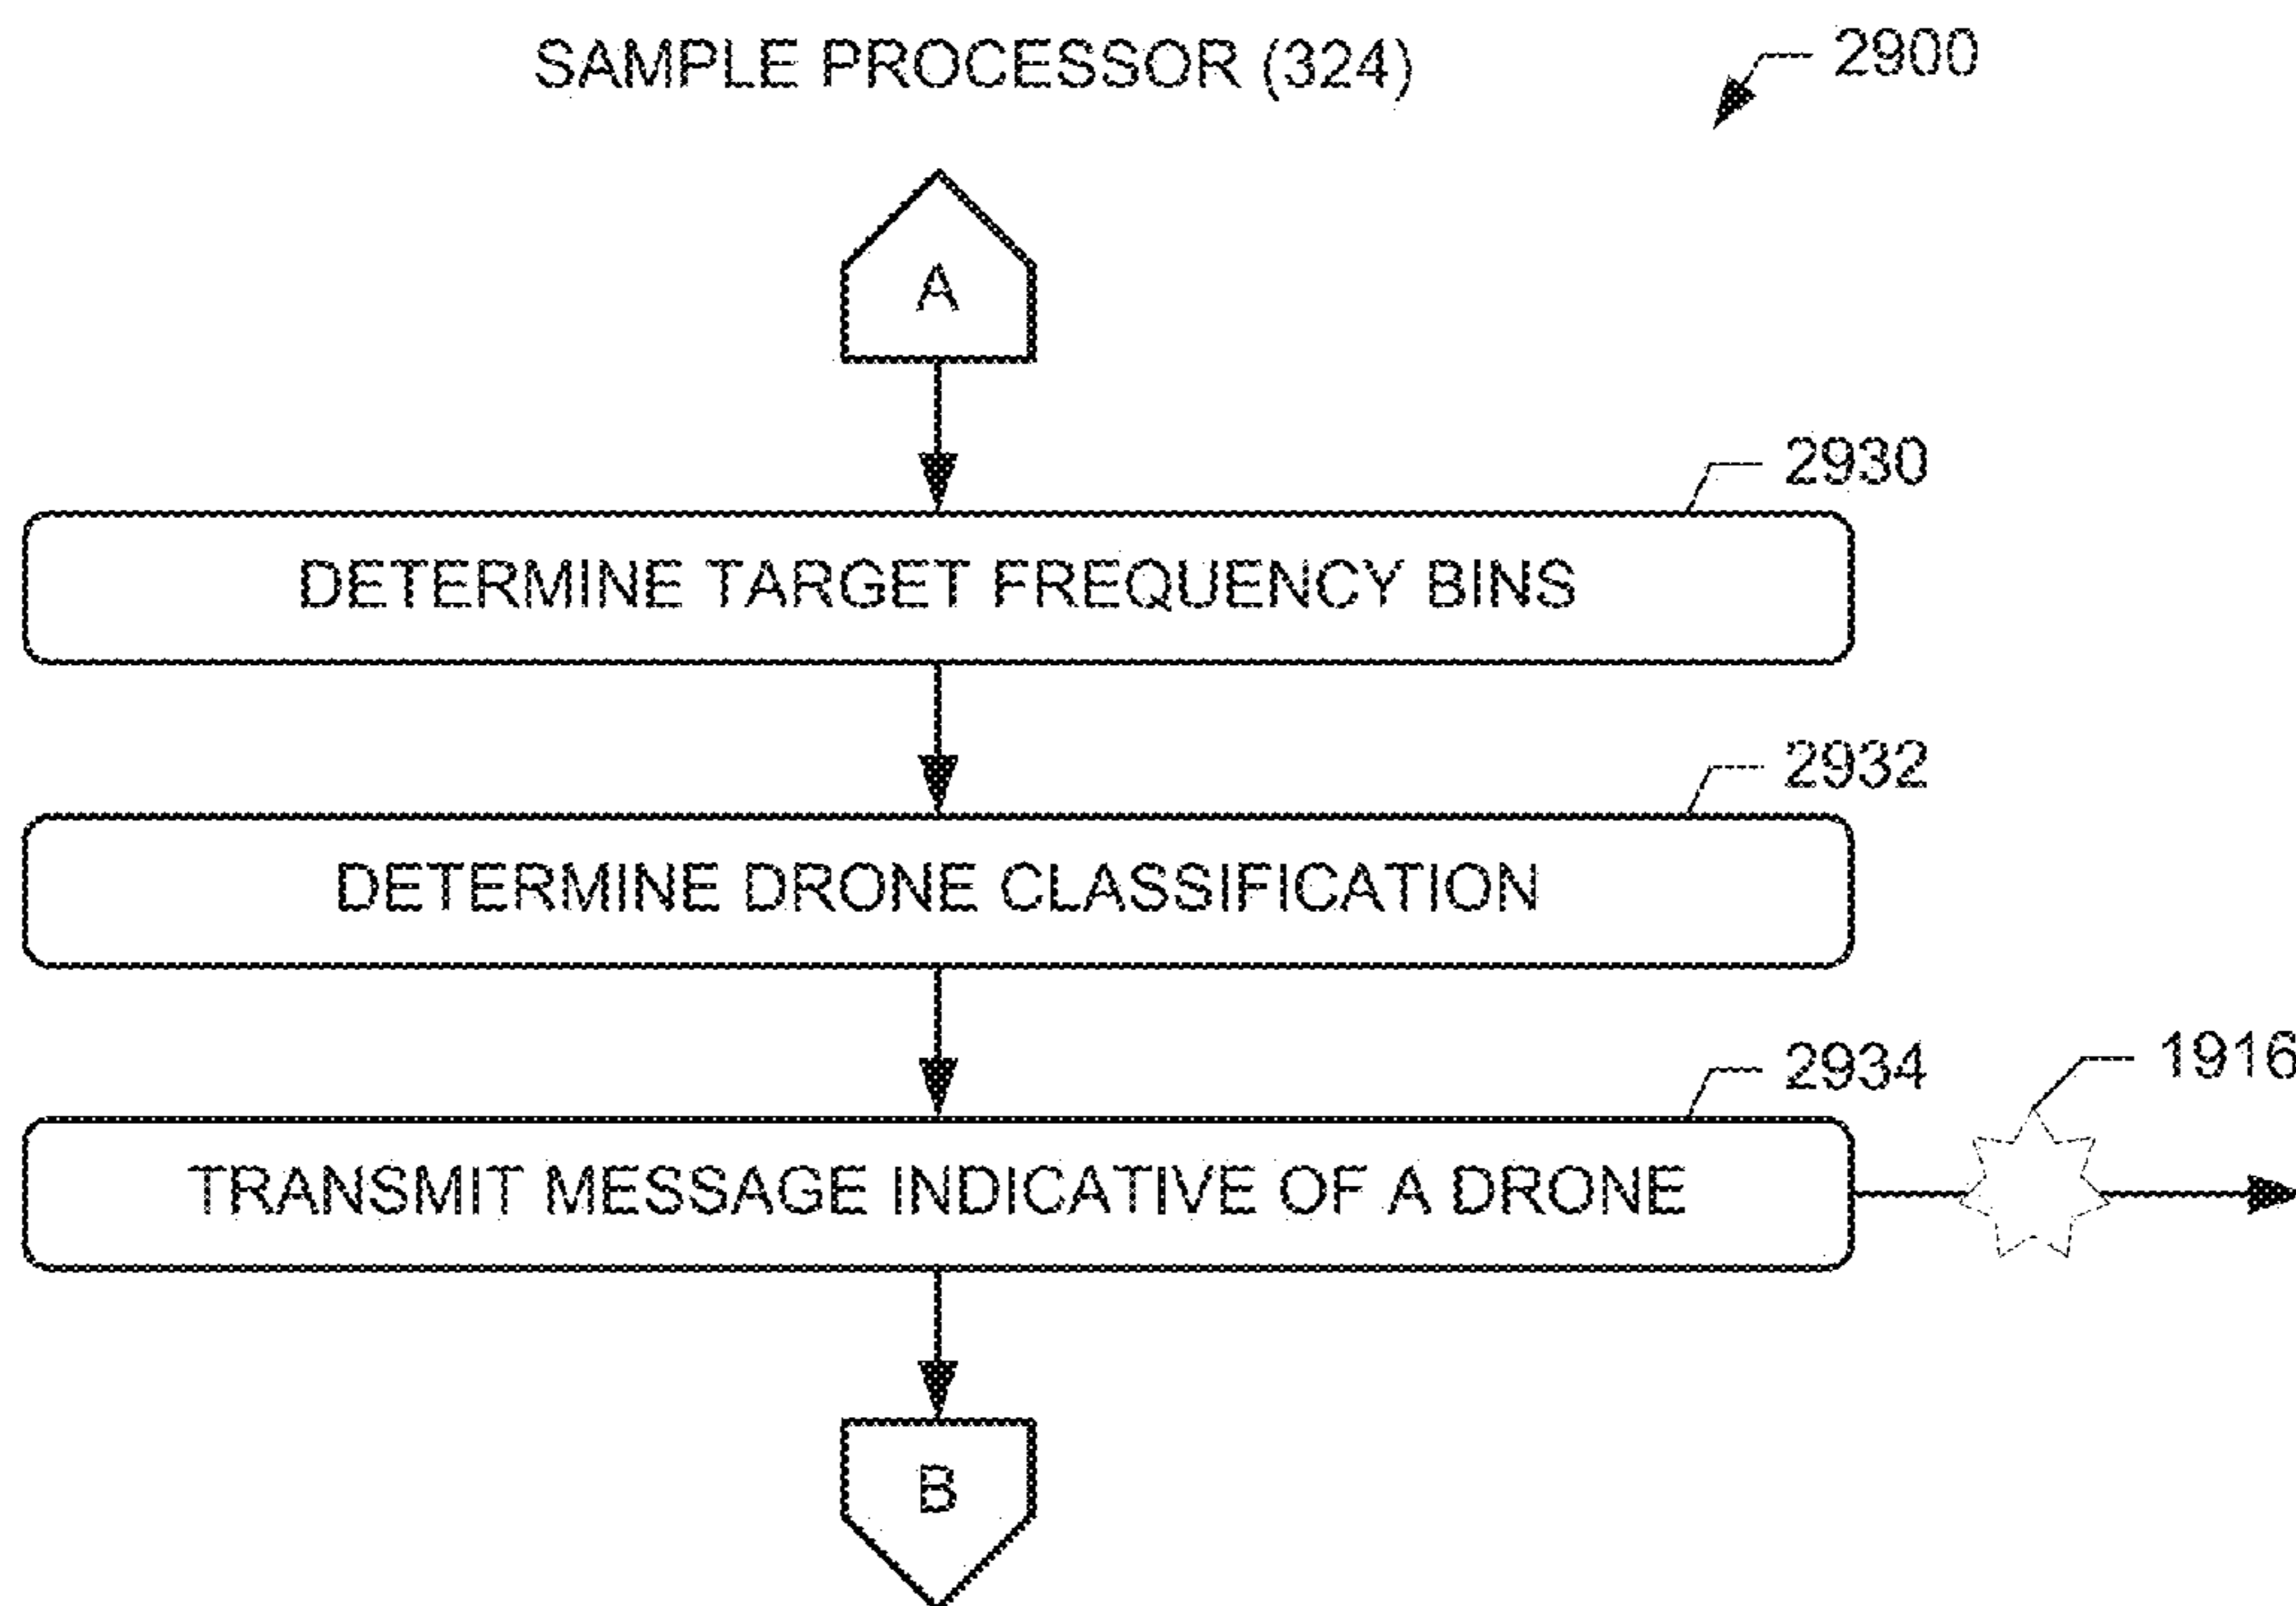 SAMPLE PROCESSOR (324)
2900
A
2930
DETERMINE TARGET FREQUENCY BINS
2932
DETERMINE DRONE CLASSIFICATION
2934
1916
TRANSMIT MESSAGE INDICATIVE OF A DRONE
B